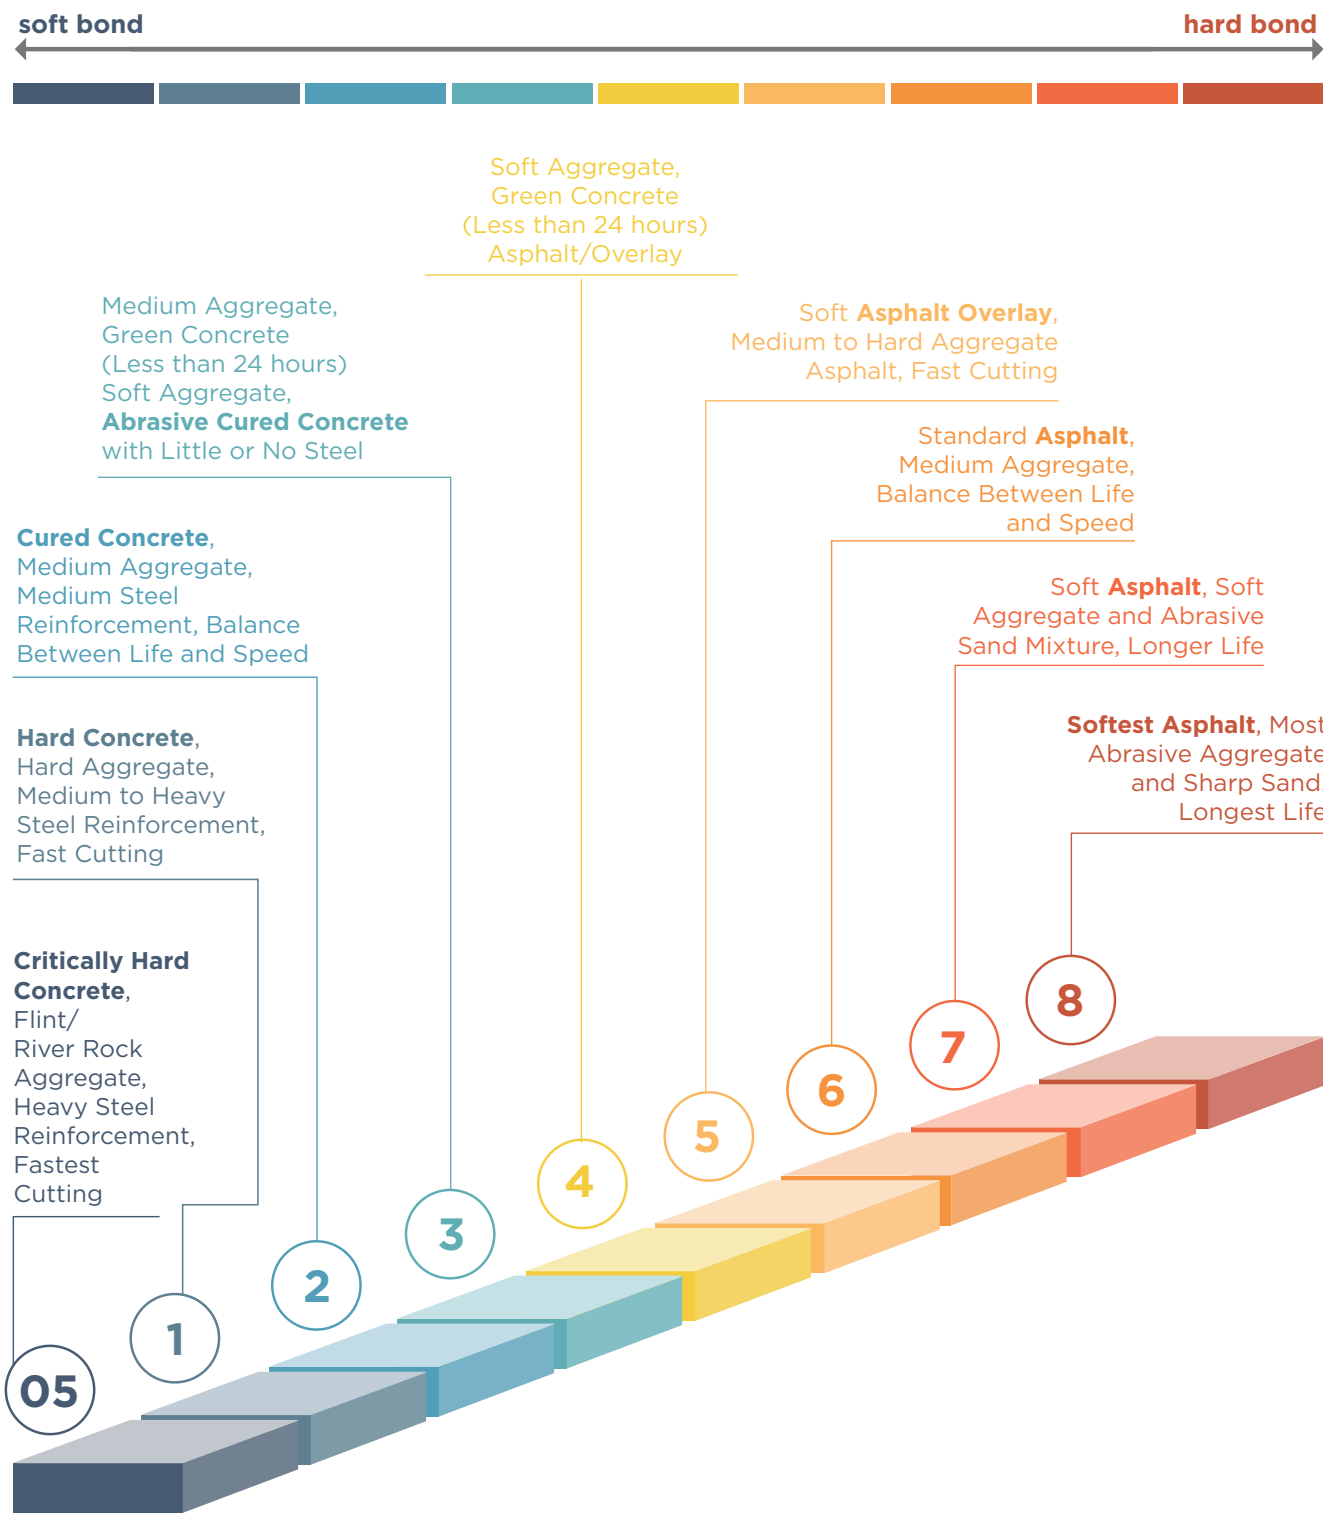 soft bond
hard bond
Soft Aggregate,
Green Concrete
(Less than 24 hours)
Asphalt/Overlay
Medium Aggregate,
Green Concrete
(Less than 24 hours)
Soft Aggregate,
Abrasive Cured Concrete
with Little or No Steel
Soft Asphalt Overlay,
Medium to Hard Aggregate
Asphalt, Fast Cutting
Standard Asphalt,
Medium Aggregate,
Balance Between Life
and Speed
Cured Concrete,
Medium Aggregate,
Medium Steel
Reinforcement, Balance
Between Life and Speed
Soft Asphalt, Soft
Aggregate and Abrasive
Sand Mixture, Longer Life
Hard Concrete,
Hard Aggregate,
Medium to Heavy
Steel Reinforcement,
Fast Cutting
Softest Asphalt, Most
Abrasive Aggregate
and Sharp Sand,
Longest Life
Critically Hard
Concrete,
Flint/
River Rock
Aggregate,
Heavy Steel
Reinforcement,
Fastest
Cutting
8
7
6
5
4
3
2
1
05